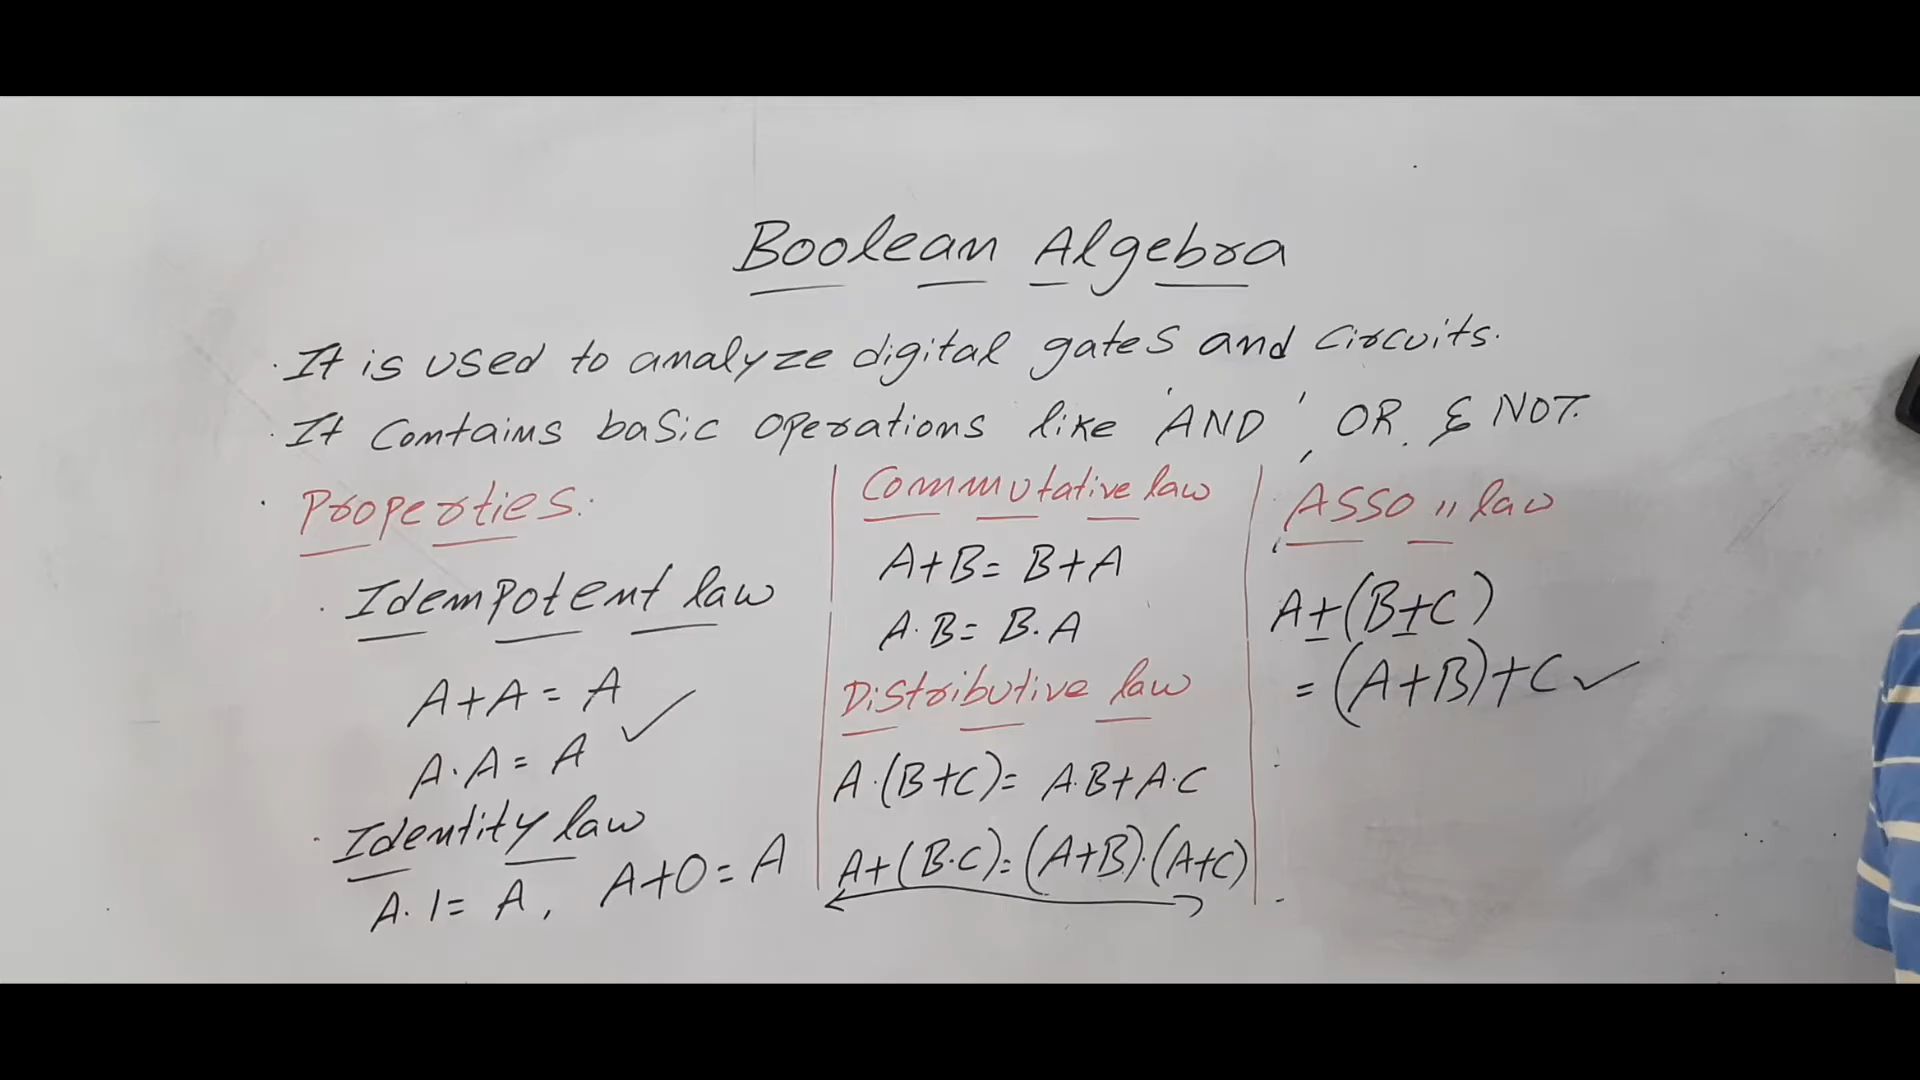 Boolean Algebra
· It is used to analyze digital gates and circuits.
· It contains basic operations like 'AND', OR. & NOT.
· Properties:
· Idempotent law
A+A = A
A·A = A ✓
· Identity law
A·1 = A, A+0 = A
Commutative law
A+B = B+A
A·B = B·A
Distributive law
A·(B+C) = A·B+A·C
A+(B·C) = (A+B)·(A+C)
Asso " law
A+(B+C)
= (A+B)+C ✓